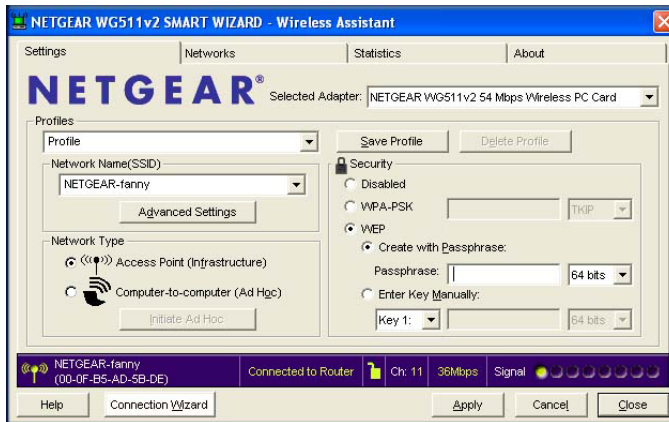 NETGEAR WG511v2 SMART WIZARD - Wireless Assistant
Settings Networks Statistics About
NETGEAR® Selected Adapter: NETGEAR WG511v2 54 Mbps Wireless PC Card
Profiles
Profile Save Profile Delete Profile
Network Name(SSID) Security
NETGEAR-fanny Disabled
Advanced Settings WPA-PSK TKIP
WEP
Network Type Create with Passphrase:
Access Point (Infrastructure) Passphrase: 64 bits
Computer-to-computer (Ad Hoc) Enter Key Manually:
Initiate Ad Hoc Key 1: 64 bits
NETGEAR-fanny
(00-0F-B5-AD-5B-DE) Connected to Router Ch: 11 36Mbps Signal
Help Connection Wizard Apply Cancel Close